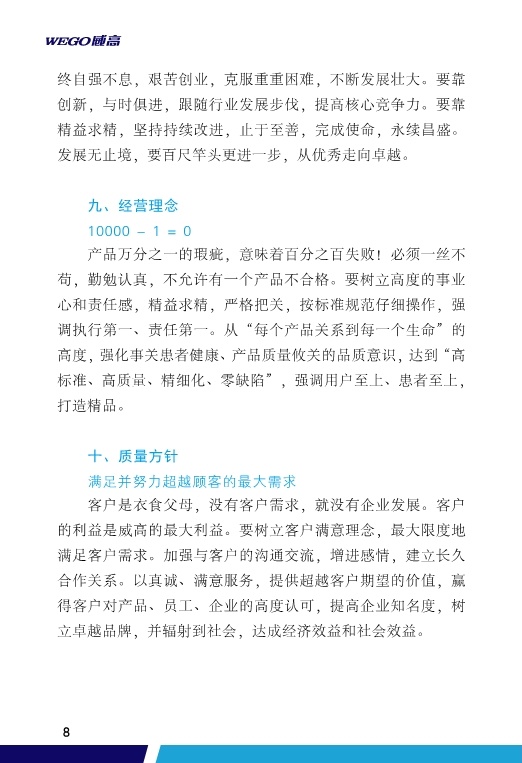 WEGO威高
终自强不息，艰苦创业，克服重重困难，不断发展壮大。要靠
创新，与时俱进，跟随行业发展步伐，提高核心竞争力。要靠
精益求精，坚持持续改进，止于至善，完成使命，永续昌盛。
发展无止境，要百尺竿头更进一步，从优秀走向卓越。
九、经营理念
10000 − 1 = 0
产品万分之一的瑕疵，意味着百分之百失败！必须一丝不
苟，勤勉认真，不允许有一个产品不合格。要树立高度的事业
心和责任感，精益求精，严格把关，按标准规范仔细操作，强
调执行第一、责任第一。从“每个产品关系到每一个生命”的
高度，强化事关患者健康、产品质量攸关的品质意识，达到“高
标准、高质量、精细化、零缺陷”，强调用户至上、患者至上，
打造精品。
十、质量方针
满足并努力超越顾客的最大需求
客户是衣食父母，没有客户需求，就没有企业发展。客户
的利益是威高的最大利益。要树立客户满意理念，最大限度地
满足客户需求。加强与客户的沟通交流，增进感情，建立长久
合作关系。以真诚、满意服务，提供超越客户期望的价值，赢
得客户对产品、员工、企业的高度认可，提高企业知名度，树
立卓越品牌，并辐射到社会，达成经济效益和社会效益。
8